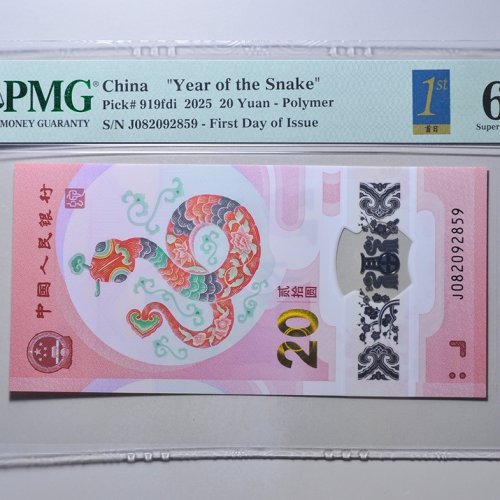 PMG®
MONEY GUARANTY
China "Year of the Snake"
Pick# 919fdi 2025 20 Yuan - Polymer
S/N J082092859 - First Day of Issue
1st
首日
6
Super
中国人民银行
贰拾圆
20
J082092859